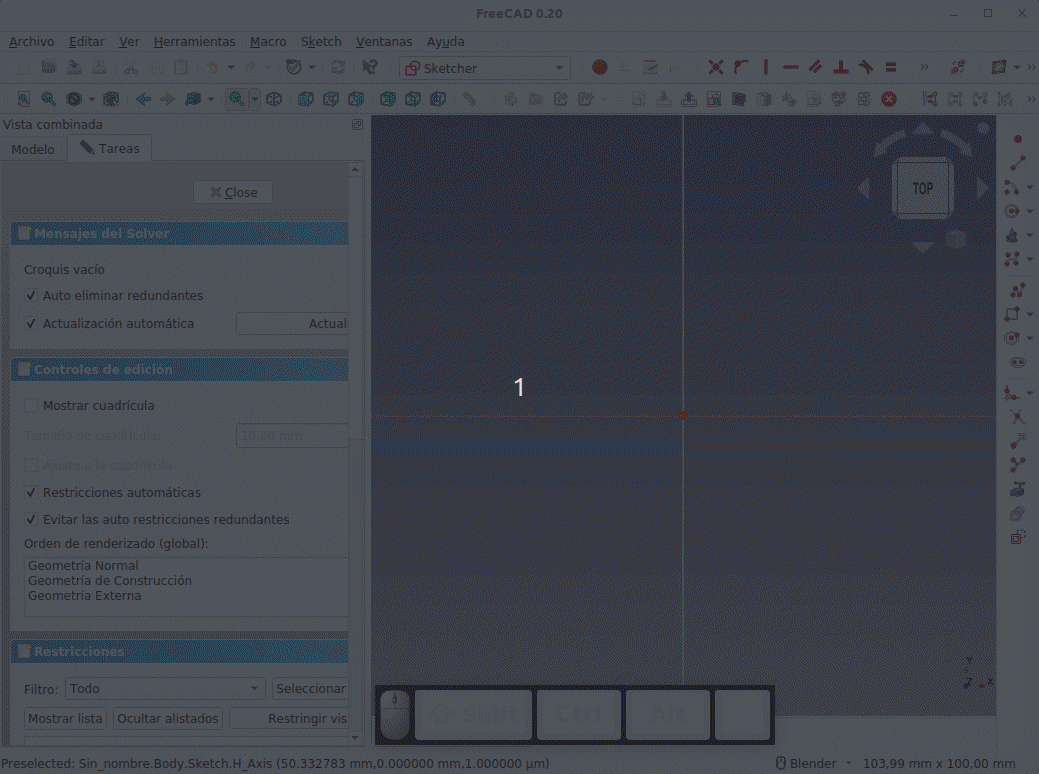 FreeCAD 0.20
Archivo Editar Ver Herramientas Macro Sketch Ventanas Ayuda
Sketcher
Vista combinada
Modelo Tareas
Close
Mensajes del Solver
Croquis vacío
Auto eliminar redundantes
Actualización automática Actual
Controles de edición
Mostrar cuadrícula
Tamaño de cuadrícula: 10,00 mm
Ajuste a la cuadrícula
Restricciones automáticas
Evitar las auto restricciones redundantes
Orden de renderizado (global):
Geometría Normal
Geometría de Construcción
Geometría Externa
Restricciones
Filtro: Todo Seleccionar
Mostrar lista Ocultar alistados Restringir vis
TOP
1
Y
Z X
Shift Ctrl Alt
Preselected: Sin_nombre.Body.Sketch.H_Axis (50.332783 mm,0.000000 mm,1.000000 µm) Blender 103,99 mm x 100,00 mm